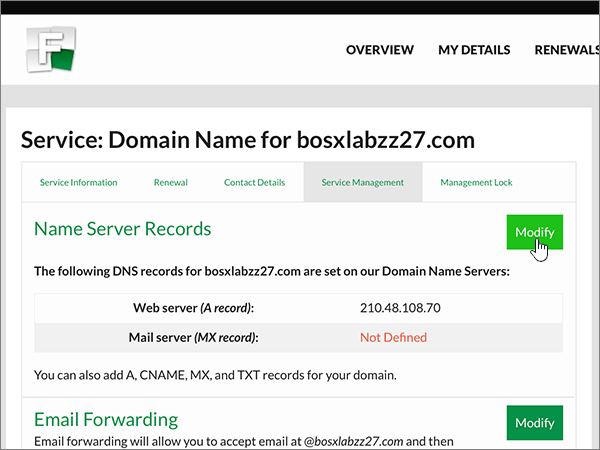 F
OVERVIEW MY DETAILS RENEWALS
Service: Domain Name for bosxlabzz27.com
Service Information Renewal Contact Details Service Management Management Lock
Name Server Records
Modify
The following DNS records for bosxlabzz27.com are set on our Domain Name Servers:
Web server (A record): 210.48.108.70
Mail server (MX record): Not Defined
You can also add A, CNAME, MX, and TXT records for your domain.
Email Forwarding
Modify
Email forwarding will allow you to accept email at @bosxlabzz27.com and then